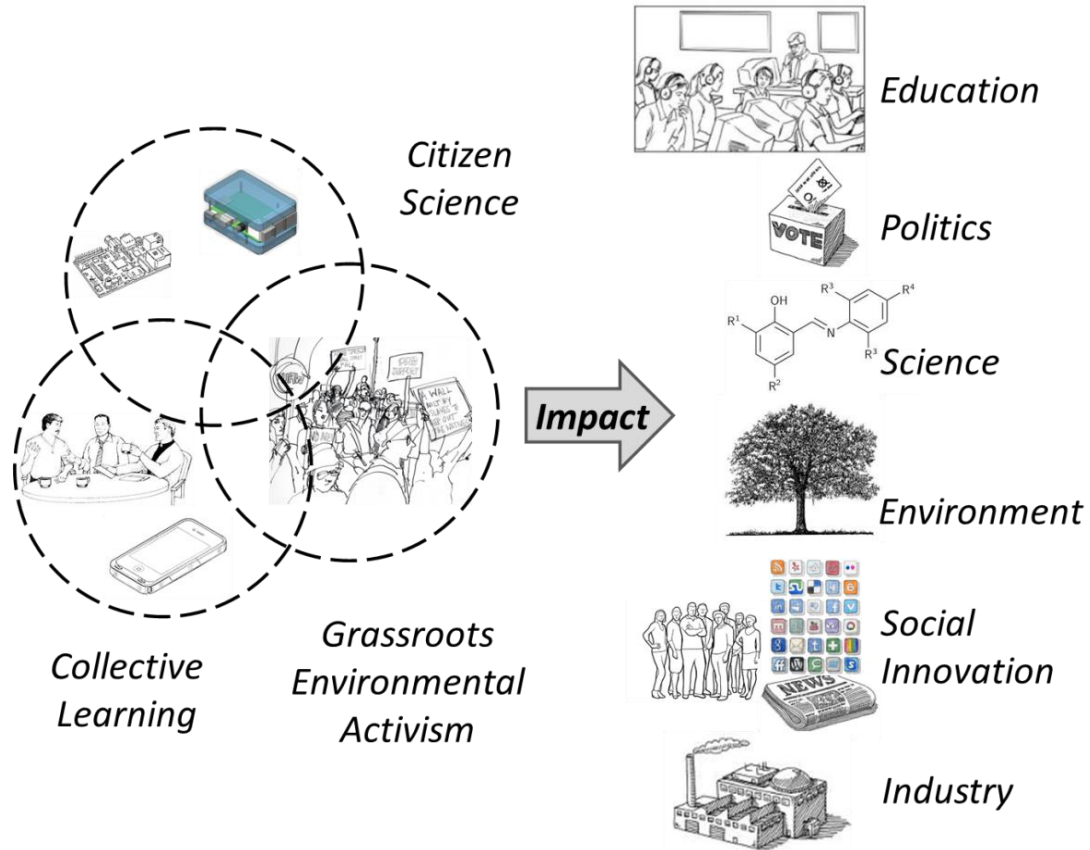 Citizen
Science
Collective
Learning
Grassroots
Environmental
Activism
Impact
Education
VOTE
Politics
OH
R¹
R²
N
R³
R⁴
R³
Science
Environment
Social
Innovation
NEWS
Industry